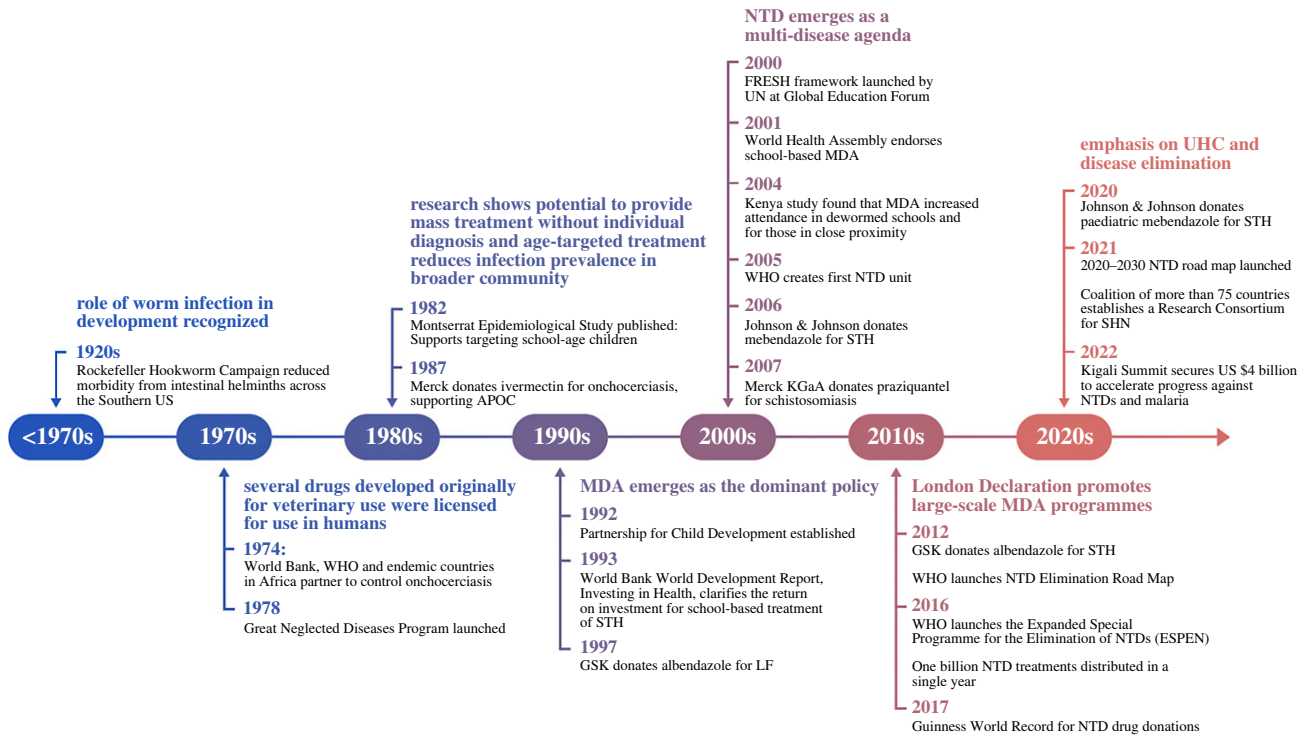 role of worm infection in
development recognized
1920s
Rockefeller Hookworm Campaign reduced
morbidity from intestinal helminths across
the Southern US
<1970s
1970s
several drugs developed originally
for veterinary use were licensed
for use in humans
1974:
World Bank, WHO and endemic countries
in Africa partner to control onchocerciasis
1978
Great Neglected Diseases Program launched
research shows potential to provide
mass treatment without individual
diagnosis and age-targeted treatment
reduces infection prevalence in
broader community
1982
Montserrat Epidemiological Study published:
Supports targeting school-age children
1987
Merck donates ivermectin for onchocerciasis,
supporting APOC
1980s
1990s
MDA emerges as the dominant policy
1992
Partnership for Child Development established
1993
World Bank World Development Report,
Investing in Health, clarifies the return
on investment for school-based treatment
of STH
1997
GSK donates albendazole for LF
NTD emerges as a
multi-disease agenda
2000
FRESH framework launched by
UN at Global Education Forum
2001
World Health Assembly endorses
school-based MDA
2004
Kenya study found that MDA increased
attendance in dewormed schools and
for those in close proximity
2005
WHO creates first NTD unit
2006
Johnson & Johnson donates
mebendazole for STH
2007
Merck KGaA donates praziquantel
for schistosomiasis
2000s
2010s
London Declaration promotes
large-scale MDA programmes
2012
GSK donates albendazole for STH
WHO launches NTD Elimination Road Map
2016
WHO launches the Expanded Special
Programme for the Elimination of NTDs (ESPEN)
One billion NTD treatments distributed in a
single year
2017
Guinness World Record for NTD drug donations
emphasis on UHC and
disease elimination
2020
Johnson & Johnson donates
paediatric mebendazole for STH
2021
2020–2030 NTD road map launched
Coalition of more than 75 countries
establishes a Research Consortium
for SHN
2022
Kigali Summit secures US $4 billion
to accelerate progress against
NTDs and malaria
2020s